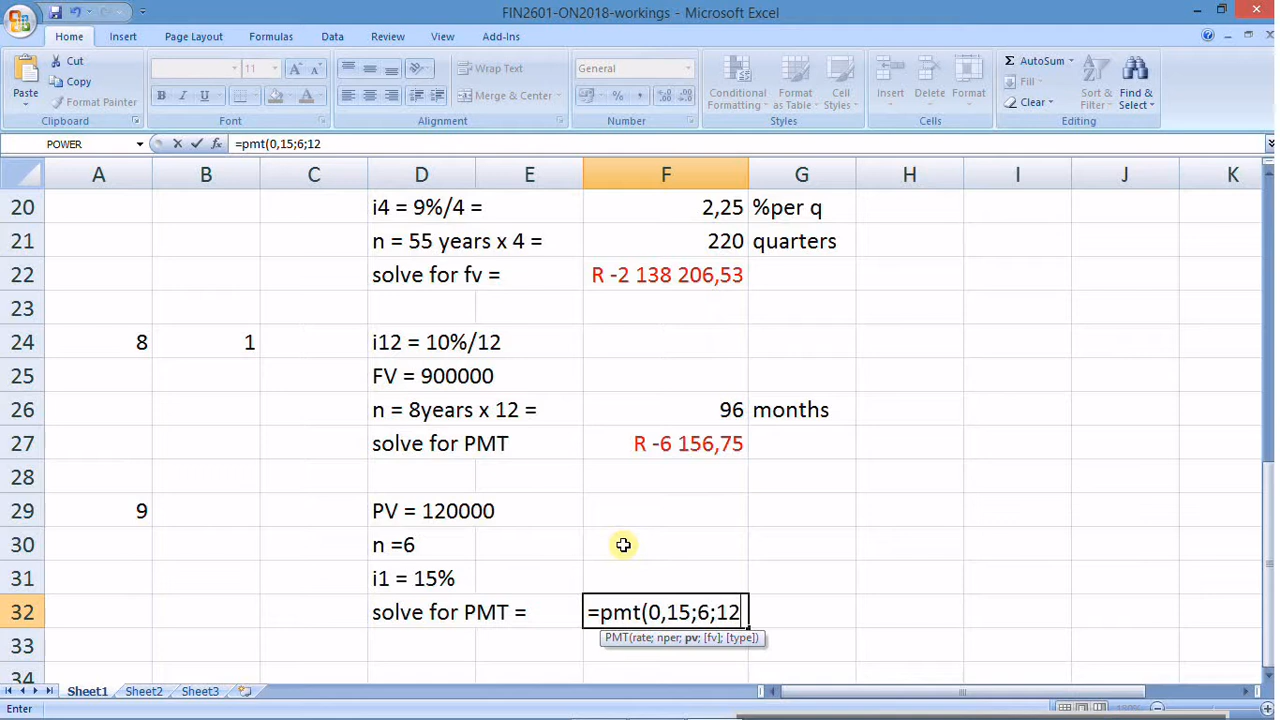 FIN2601-ON2018-workings - Microsoft Excel
Home Insert Page Layout Formulas Data Review View Add-Ins
Paste
Cut
Copy
Format Painter
Clipboard
11
B I U
Font
Wrap Text
Merge & Center
Alignment
General
% ,
Number
Conditional Formatting
Format as Table
Cell Styles
Styles
Insert Delete Format
Cells
AutoSum
Fill
Clear
Sort & Filter
Find & Select
Editing
POWER fx =pmt(0,15;6;12
A B C D E F G H I J K
20 i4 = 9%/4 = 2,25 %per q
21 n = 55 years x 4 = 220 quarters
22 solve for fv = R -2 138 206,53
23
24 8 1 i12 = 10%/12
25 FV = 900000
26 n = 8years x 12 = 96 months
27 solve for PMT R -6 156,75
28
29 9 PV = 120000
30 n =6
31 i1 = 15%
32 solve for PMT = =pmt(0,15;6;12
PMT(rate; nper; pv; [fv]; [type])
33
34
Sheet1 Sheet2 Sheet3
Enter